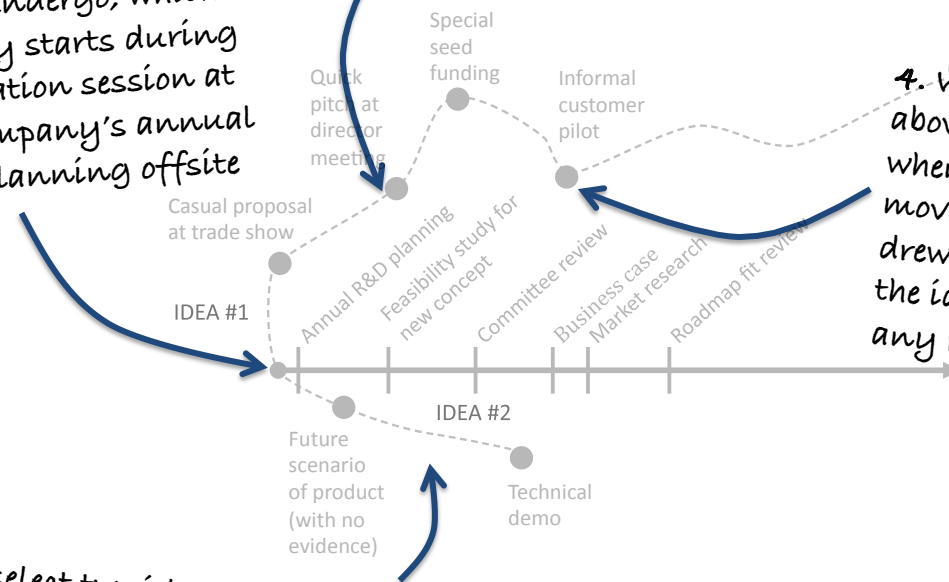 y starts during
ation session at
mpany's annual
lanning offsite
Special
seed
funding
Quick
pitch at
director
meeting
Informal
customer
pilot
4.
abov
when
mov
drew
the
any
Casual proposal
at trade show
IDEA #1
Annual R&D planning
Feasibility study for
new concept
Committee review
Business case
Market research
Roadmap fit review
IDEA #2
Future
scenario
of product
(with no
evidence)
Technical
demo